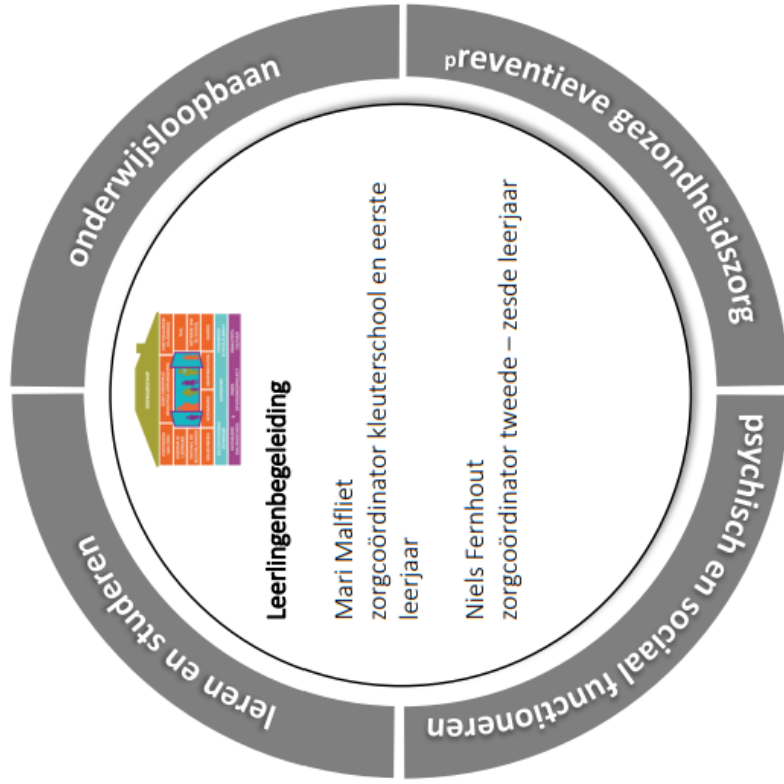 leren en studeren
onderwijsloopbaan
Leerlingenbegeleiding
Mari Malfliet
zorgcoördinator kleuterschool en eerste
leerjaar
Niels Fernhout
zorgcoördinator tweede – zesde leerjaar
psychisch en sociaal functioneren
preventieve gezondheidszorg